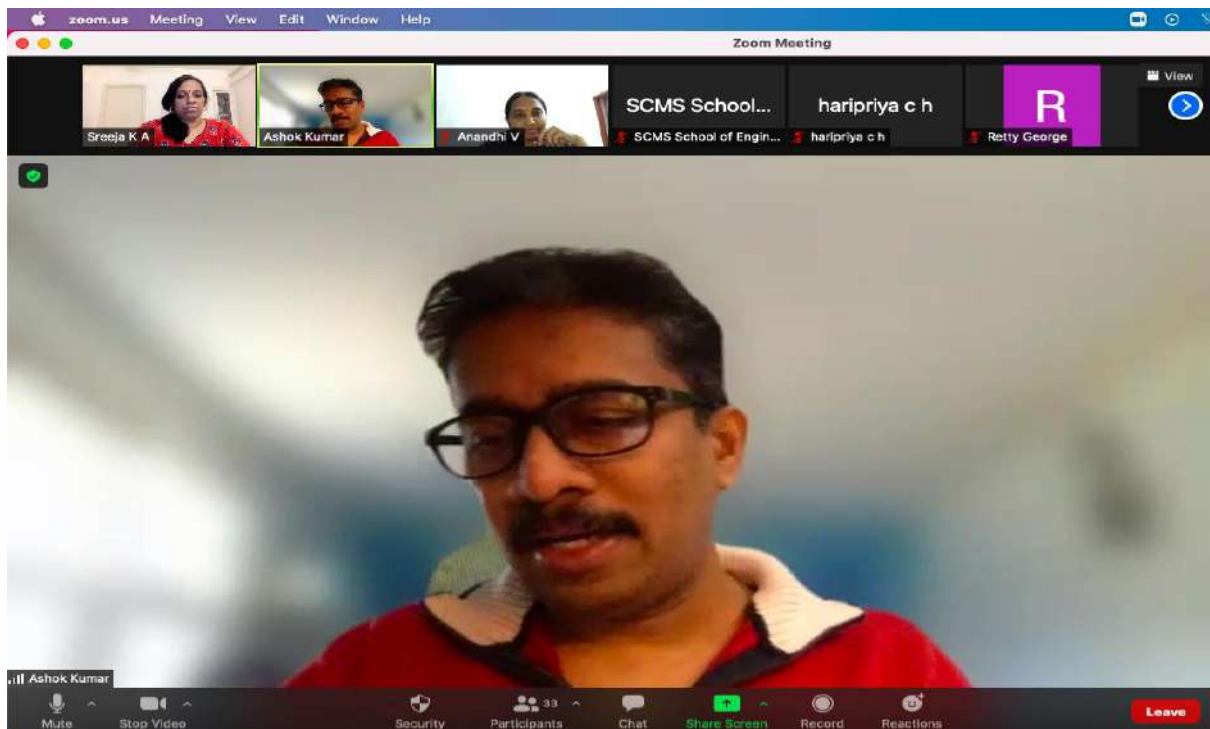 zoom.us Meeting View Edit Window Help
Zoom Meeting
View
SCMS School...
haripriya c h
R
Sreeja K A
Ashok Kumar
Anandhi V
SCMS School of Engin...
haripriya c h
Retty George
Ashok Kumar
Mute
Stop Video
Security
33
Participants
Chat
Share Screen
Record
Reactions
Leave